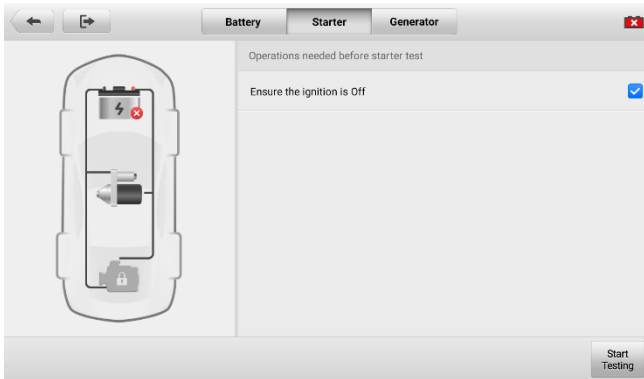 Battery
Starter
Generator
Operations needed before starter test
Ensure the ignition is Off
Start
Testing